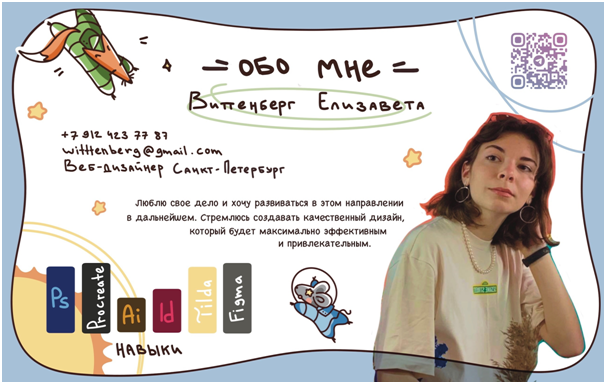 = ОБО МНЕ =
Виттенберг Елизавета
+7 912 423 77 87
witttenberg@gmail.com
Веб-дизайнер Санкт-Петербург
Люблю свое дело и хочу развиваться в этом направлении
в дальнейшем. Стремлюсь создавать качественный дизайн,
который будет максимально эффективным
и привлекательным.
Ps
Procreate
Ai
Id
Tilda
Figma
НАВЫКИ